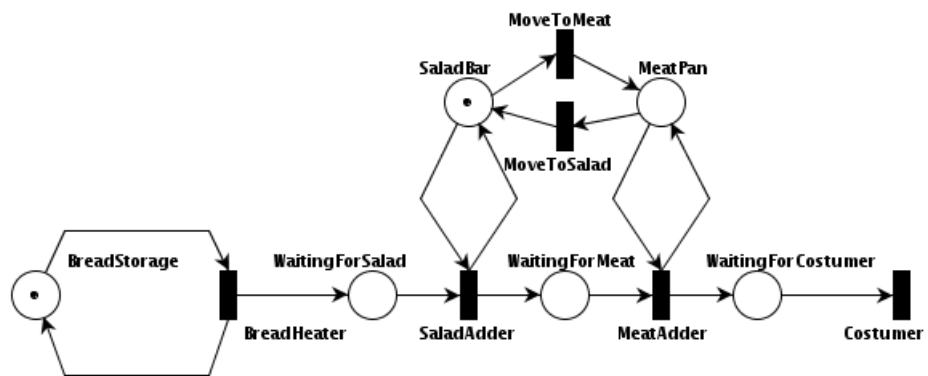 MoveToMeat
SaladBar
MeatPan
MoveToSalad
BreadStorage
WaitingForSalad
WaitingForMeat
WaitingForCostumer
BreadHeater
SaladAdder
MeatAdder
Costumer